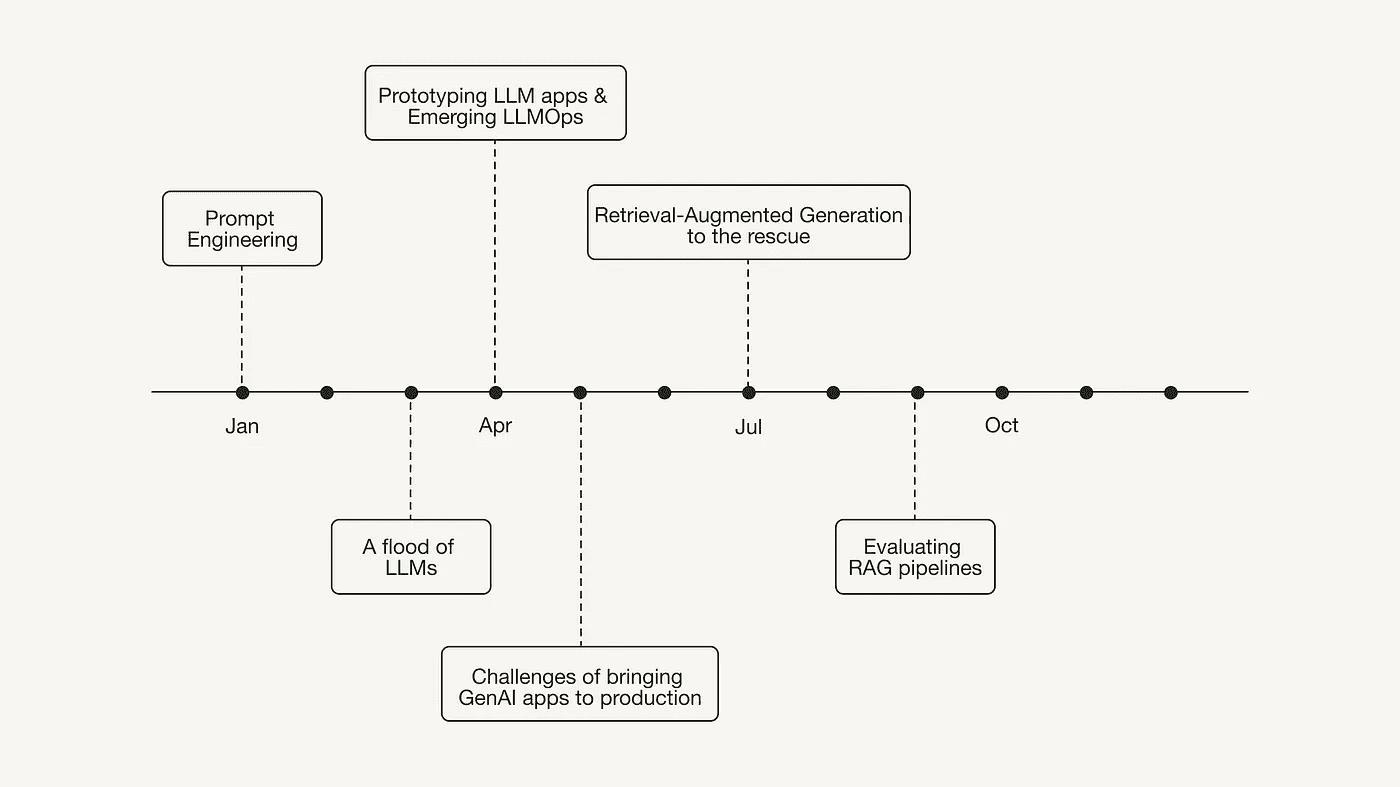 Prototyping LLM apps &
Emerging LLMOps
Prompt
Engineering
Retrieval-Augmented Generation
to the rescue
Jan
Apr
Jul
Oct
A flood of
LLMs
Evaluating
RAG pipelines
Challenges of bringing
GenAI apps to production